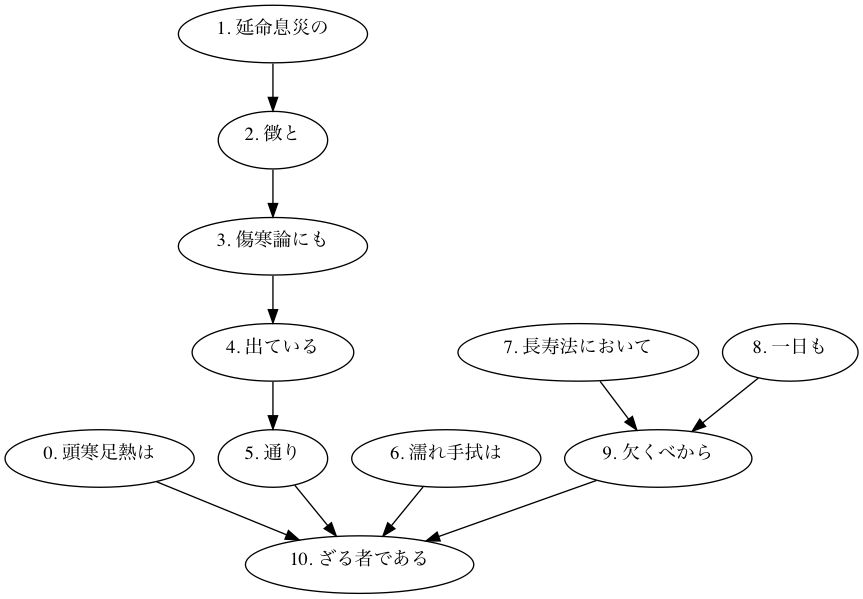 1. 延命息災の
2. 徴と
3. 傷寒論にも
4. 出ている
7. 長寿法において
8. 一日も
0. 頭寒足熱は
5. 通り
6. 濡れ手拭は
9. 欠くべから
10. ざる者である